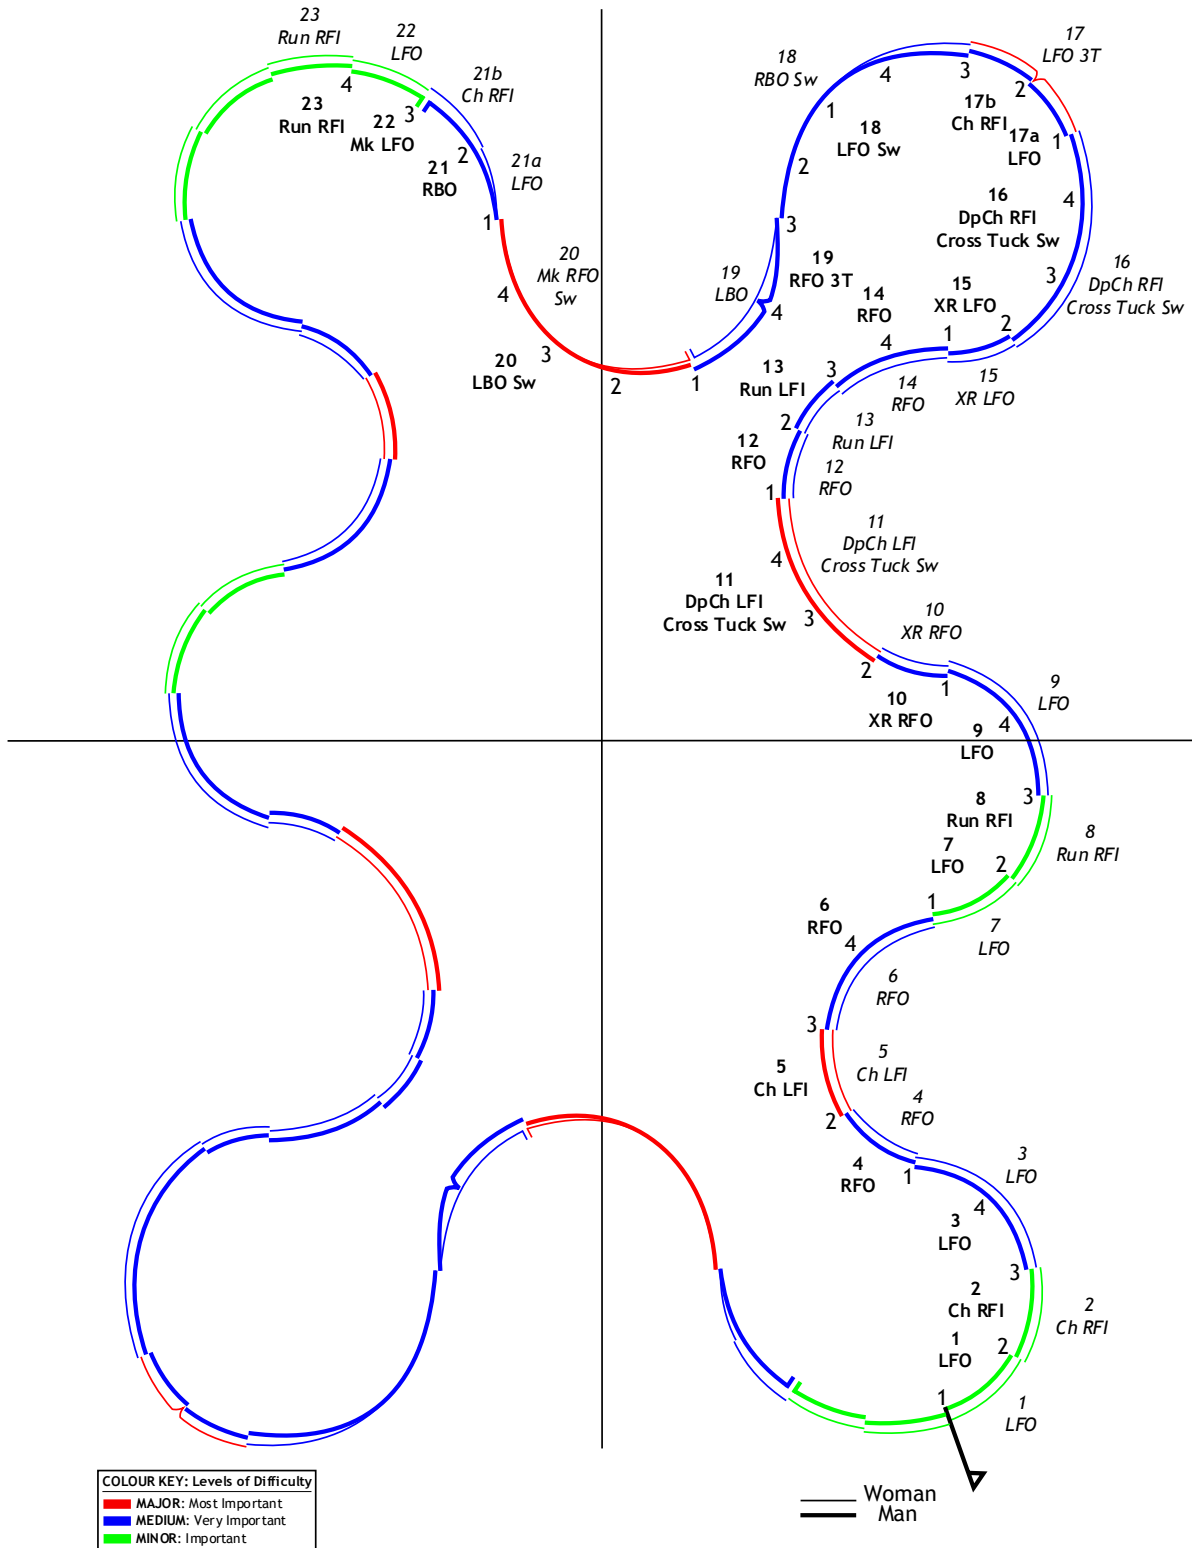 23
Run RFI
22
LFO
21b
Ch RFI
4
23
Run RFI
3
22
Mk LFO
2
21
RBO
21a
LFO
1
20
Mk RFO
Sw
4
3
20
LBO Sw
2
1
19
LBO
4
19
RFO 3T
3
18
RBO Sw
4
1
18
LFO Sw
2
3
17
LFO 3T
2
17b
Ch RFI
17a
LFO
1
16
DpCh RFI
Cross Tuck Sw
4
3
16
DpCh RFI
Cross Tuck Sw
15
XR LFO
2
1
15
XR LFO
14
RFO
4
14
RFO
13
Run LFI
3
13
Run LFI
2
12
RFO
12
RFO
1
11
DpCh LFI
Cross Tuck Sw
4
11
DpCh LFI
Cross Tuck Sw
3
2
10
XR RFO
1
10
XR RFO
9
LFO
4
9
LFO
3
8
Run RFI
8
Run RFI
2
7
LFO
1
7
LFO
6
RFO
4
6
RFO
3
5
Ch LFI
5
Ch LFI
2
4
RFO
4
RFO
1
3
LFO
4
3
LFO
3
2
Ch RFI
2
Ch RFI
2
1
LFO
1
1
LFO
COLOUR KEY: Levels of Difficulty
MAJOR: Most Important
MEDIUM: Very Important
MINOR: Important
Woman
Man